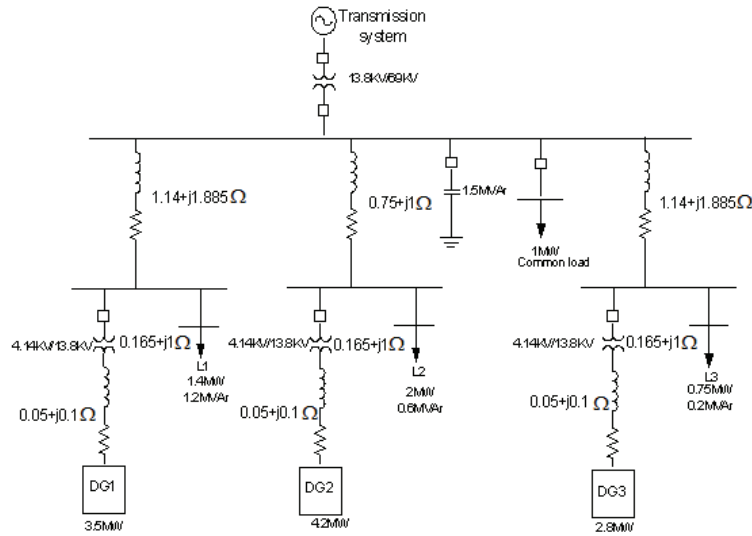 Transmission
system
13.8KV/69KV
1.14+j1.885Ω
0.75+j1Ω
1.5MVAr
1MW
Common load
1.14+j1.885Ω
4.14KV/13.8KV
0.165+j1Ω
L1
1.4MW
1.2MVAr
4.14KV/13.8KV
0.165+j1Ω
L2
2MW
0.6MVAr
4.14KV/13.8KV
0.165+j1Ω
L3
0.75MW
0.2MVAr
0.05+j0.1Ω
0.05+j0.1Ω
0.05+j0.1Ω
DG1
DG2
DG3
3.5MW
4.2MW
2.8MW